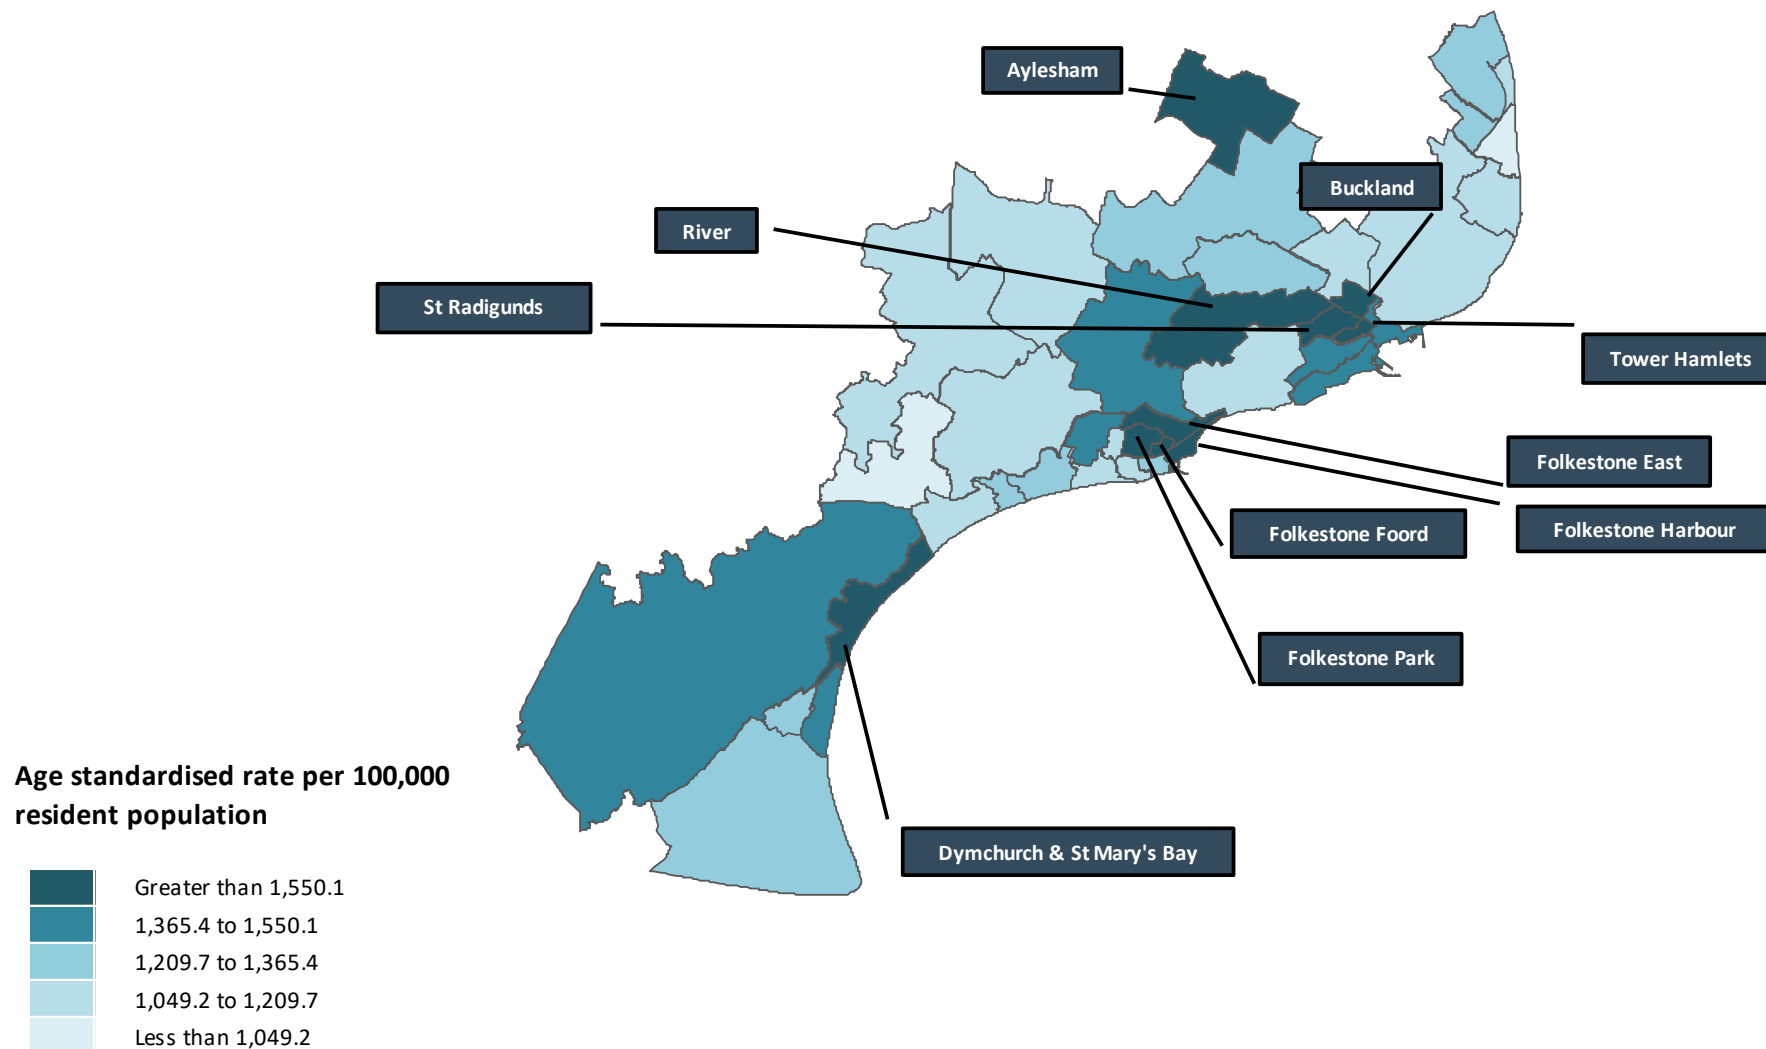 Aylesham
Buckland
River
St Radigunds
Tower Hamlets
Folkestone East
Folkestone Harbour
Folkestone Foord
Folkestone Park
Dymchurch & St Mary's Bay
Age standardised rate per 100,000
resident population
Greater than 1,550.1
1,365.4 to 1,550.1
1,209.7 to 1,365.4
1,049.2 to 1,209.7
Less than 1,049.2